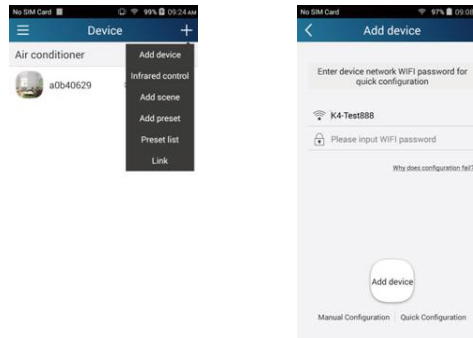 No SIM Card 99% 09:24 AM
Device
Air conditioner
a0b40629
Add device
Infrared control
Add scene
Add preset
Preset list
Link
No SIM Card 97% 09:08
Add device
Enter device network WIFI password for
quick configuration
K4-Test888
Please input WIFI password
Why does configuration fail?
Add device
Manual Configuration | Quick Configuration